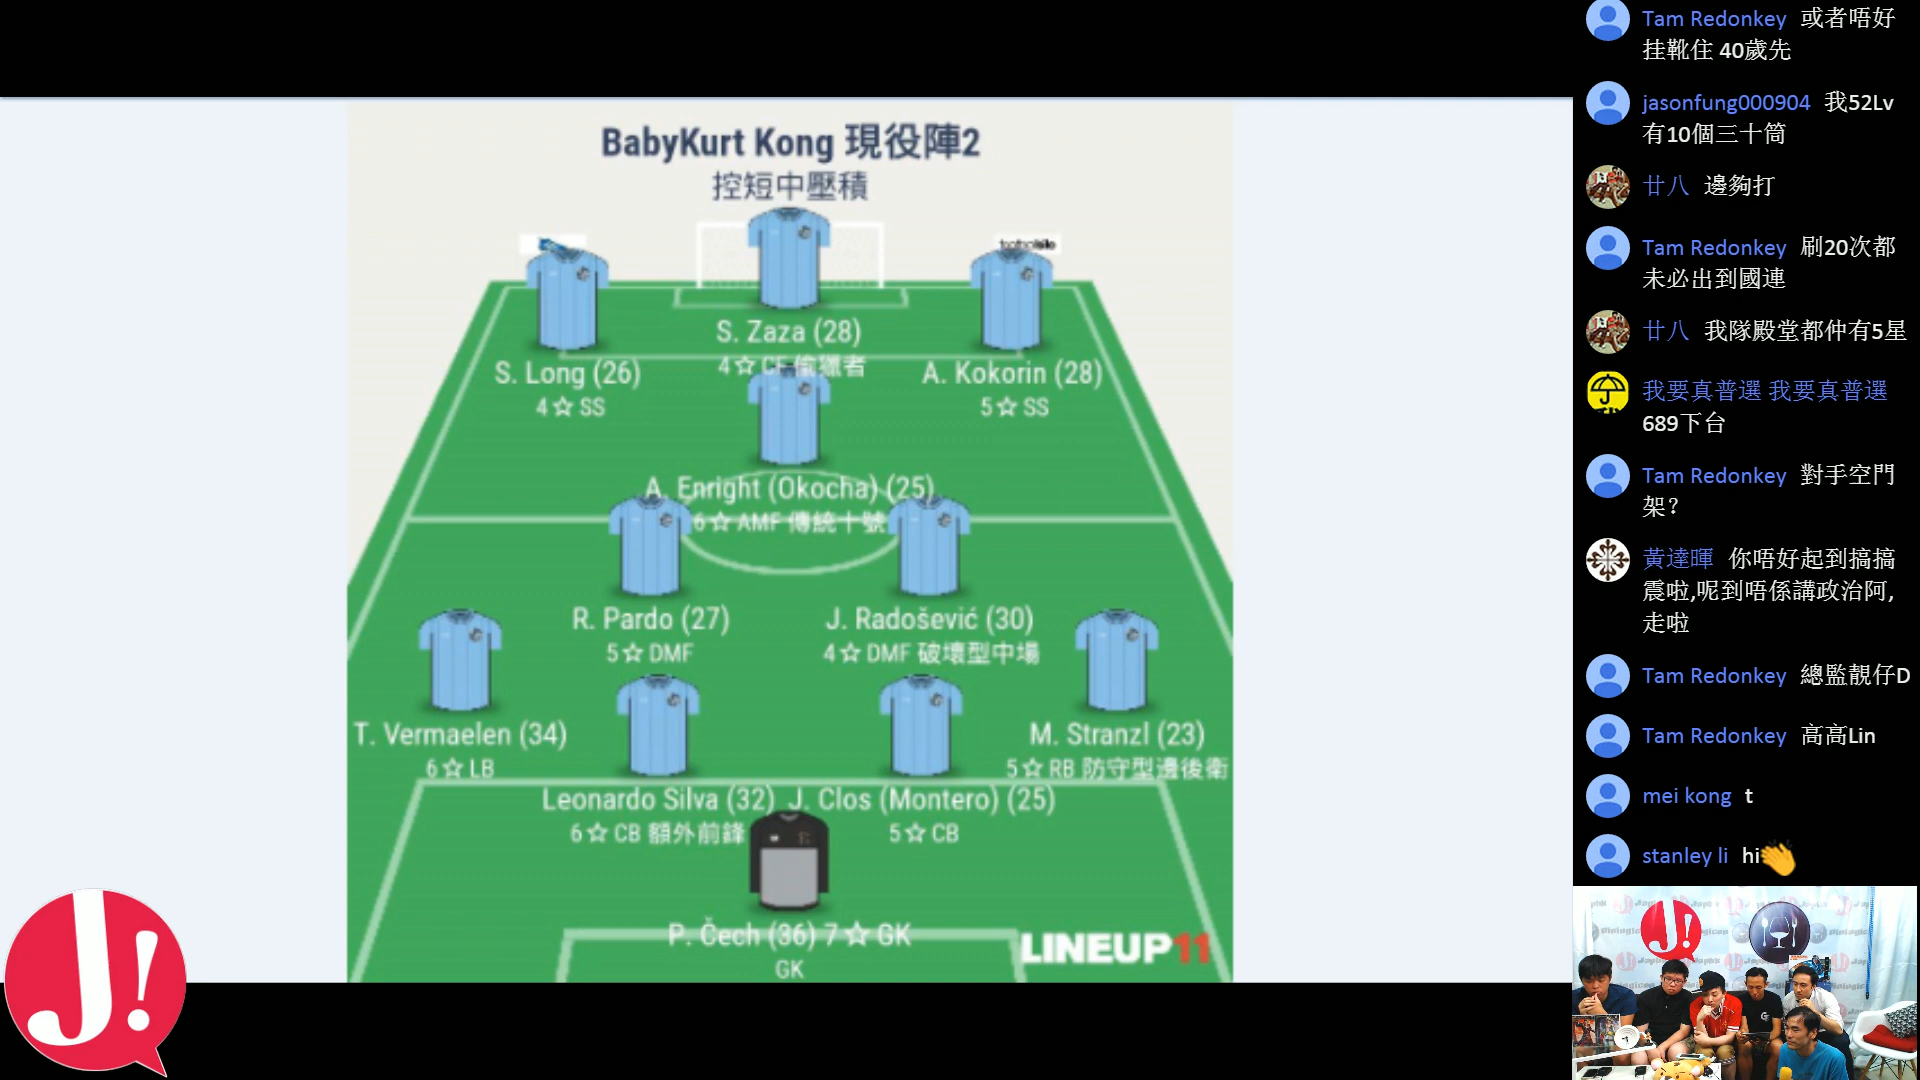 BabyKurt Kong 現役陣2
控短中壓積
S. Zaza (28)
4☆ CF 偷獵者
S. Long (26)
4☆ SS
A. Kokorin (28)
5☆ SS
A. Enright (Okocha) (25)
6☆ AMF 傳統十號
R. Pardo (27)
5☆ DMF
J. Radošević (30)
4☆ DMF 破壞型中場
T. Vermaelen (34)
6☆ LB
M. Stranzl (23)
5☆ RB 防守型邊後衛
Leonardo Silva (32)
6☆ CB 額外前鋒
J. Clos (Montero) (25)
5☆ CB
P. Čech (36) 7☆ GK
GK
LINEUP11
J!
Tam Redonkey 或者唔好
挂靴住 40歲先
jasonfung000904 我52Lv
有10個三十筒
廿八 邊夠打
Tam Redonkey 刷20次都
未必出到國連
廿八 我隊殿堂都仲有5星
我要真普選 我要真普選
689下台
Tam Redonkey 對手空門
架?
黃達暉 你唔好起到搞搞
震啦,呢到唔係講政治阿,
走啦
Tam Redonkey 總監靚仔D
Tam Redonkey 高高Lin
mei kong t
stanley li hi👏
J!